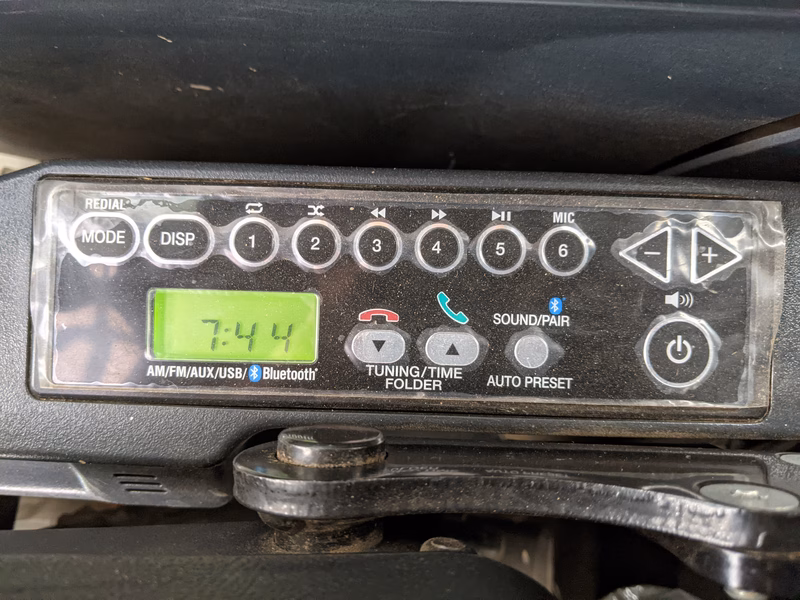 REDIAL
MIC
MODE
DISP
1
2
3
4
5
6
−
+
7:44
SOUND/PAIR
AM/FM/AUX/USB/ Bluetooth®
TUNING/TIME
FOLDER
AUTO PRESET